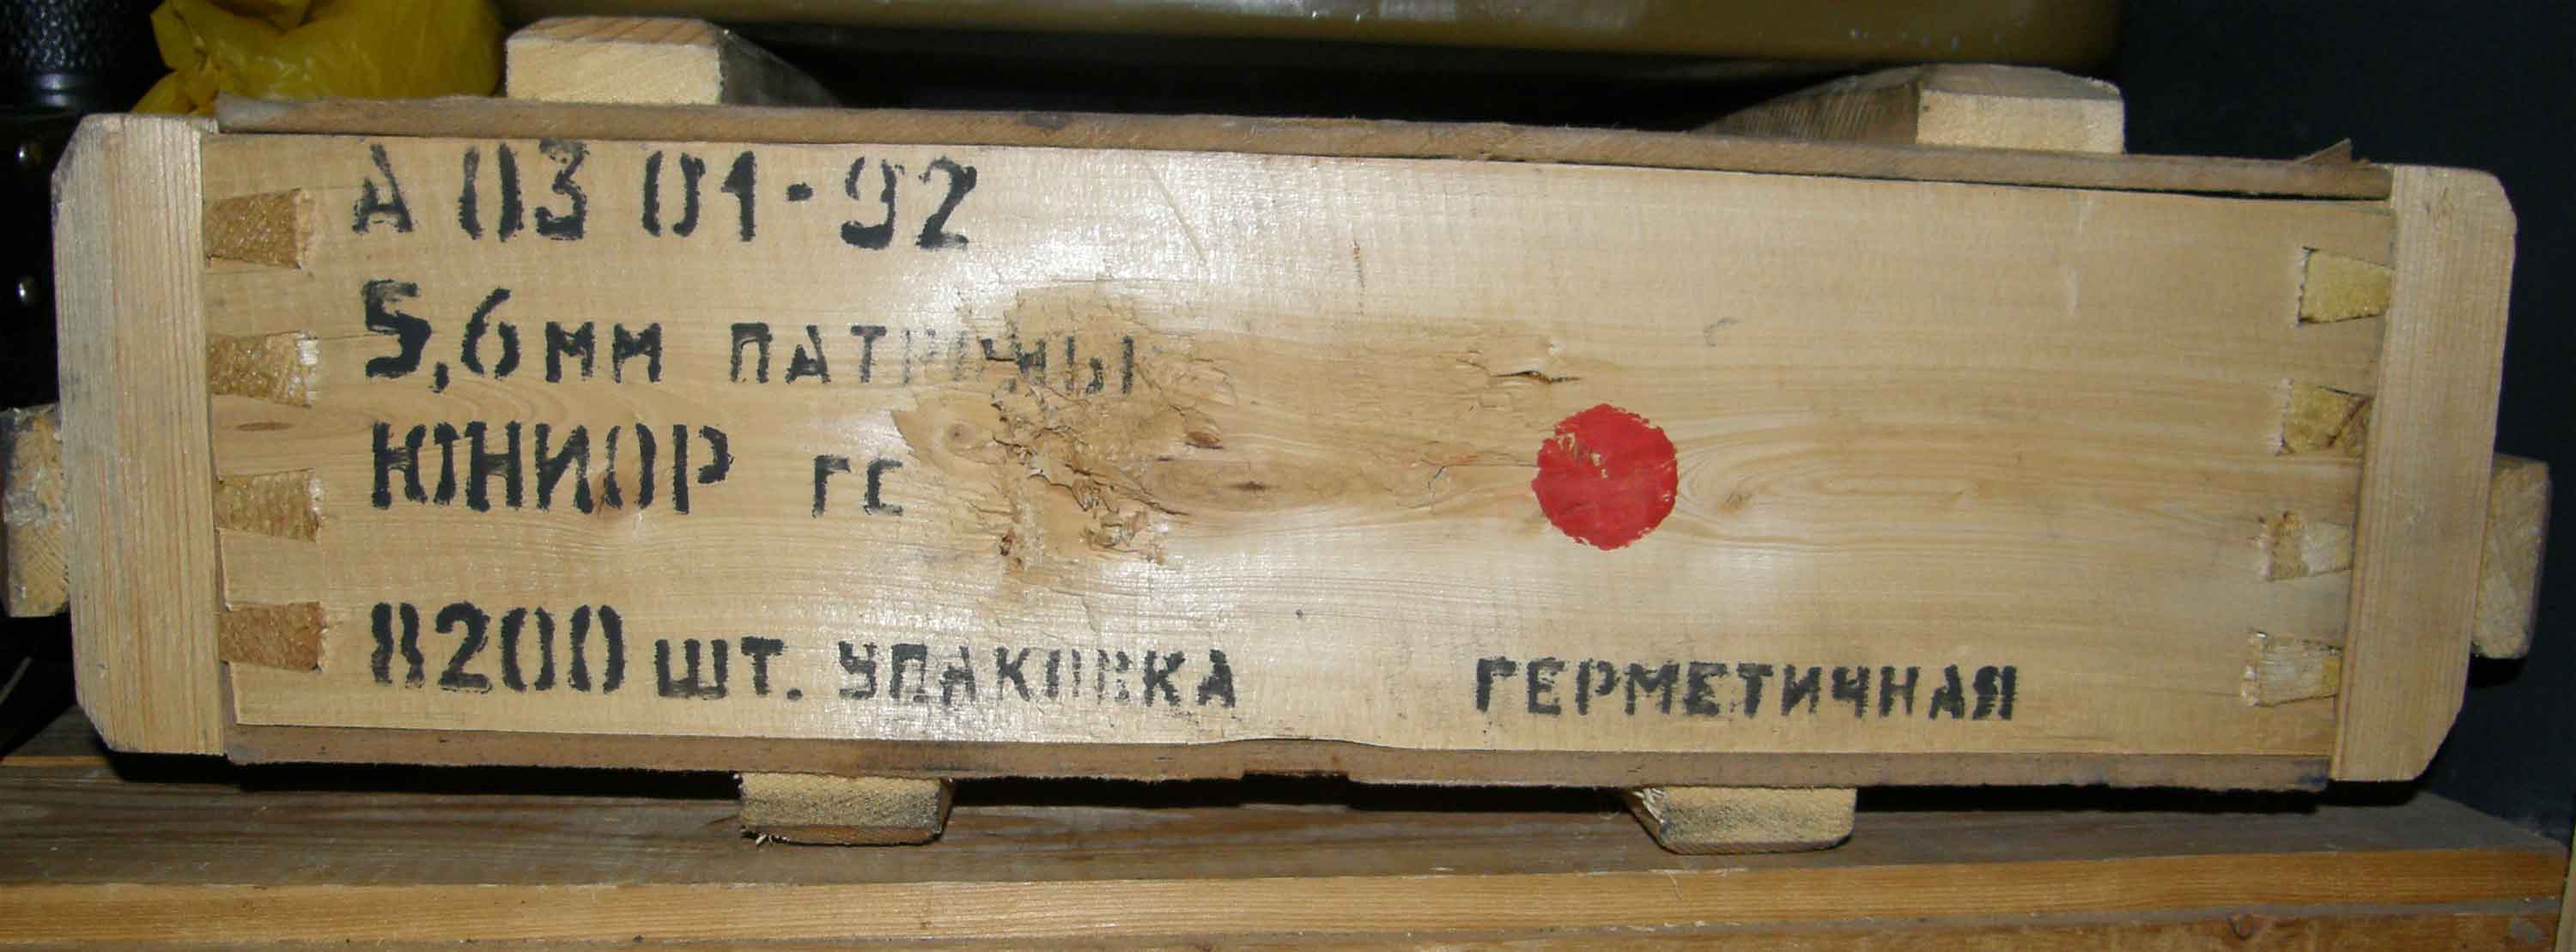 А 03 01-92
5,6мм ПАТРОНЫ
ЮНИОР ГС
8200 ШТ. УПАКОВКА ГЕРМЕТИЧНАЯ